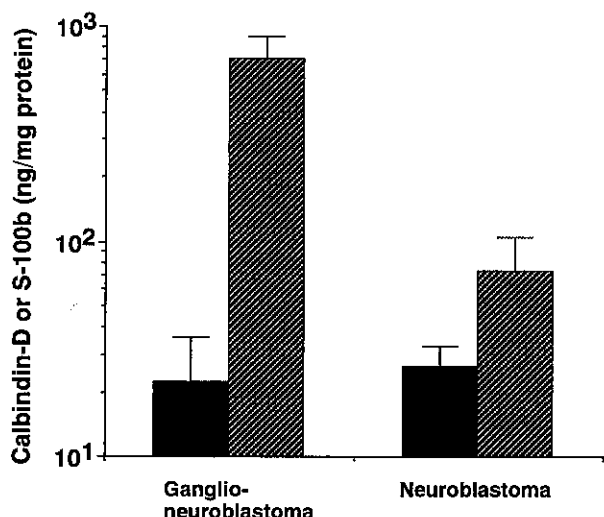 Calbindin-D or S-100b (ng/mg protein)
10³
10²
10¹
Ganglio-
neuroblastoma
Neuroblastoma